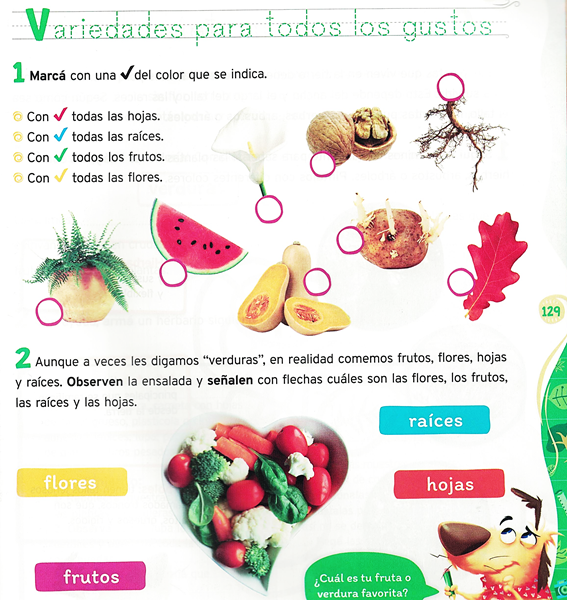 Variedades para todos los gustos
1 Marcá con una ✓ del color que se indica.
Con ✓ todas las hojas.
Con ✓ todas las raíces.
Con ✓ todos los frutos.
Con ✓ todas las flores.
129
2 Aunque a veces les digamos “verduras”, en realidad comemos frutos, flores, hojas
y raíces. Observen la ensalada y señalen con flechas cuáles son las flores, los frutos,
las raíces y las hojas.
raíces
flores
hojas
frutos
¿Cuál es tu fruta o
verdura favorita?